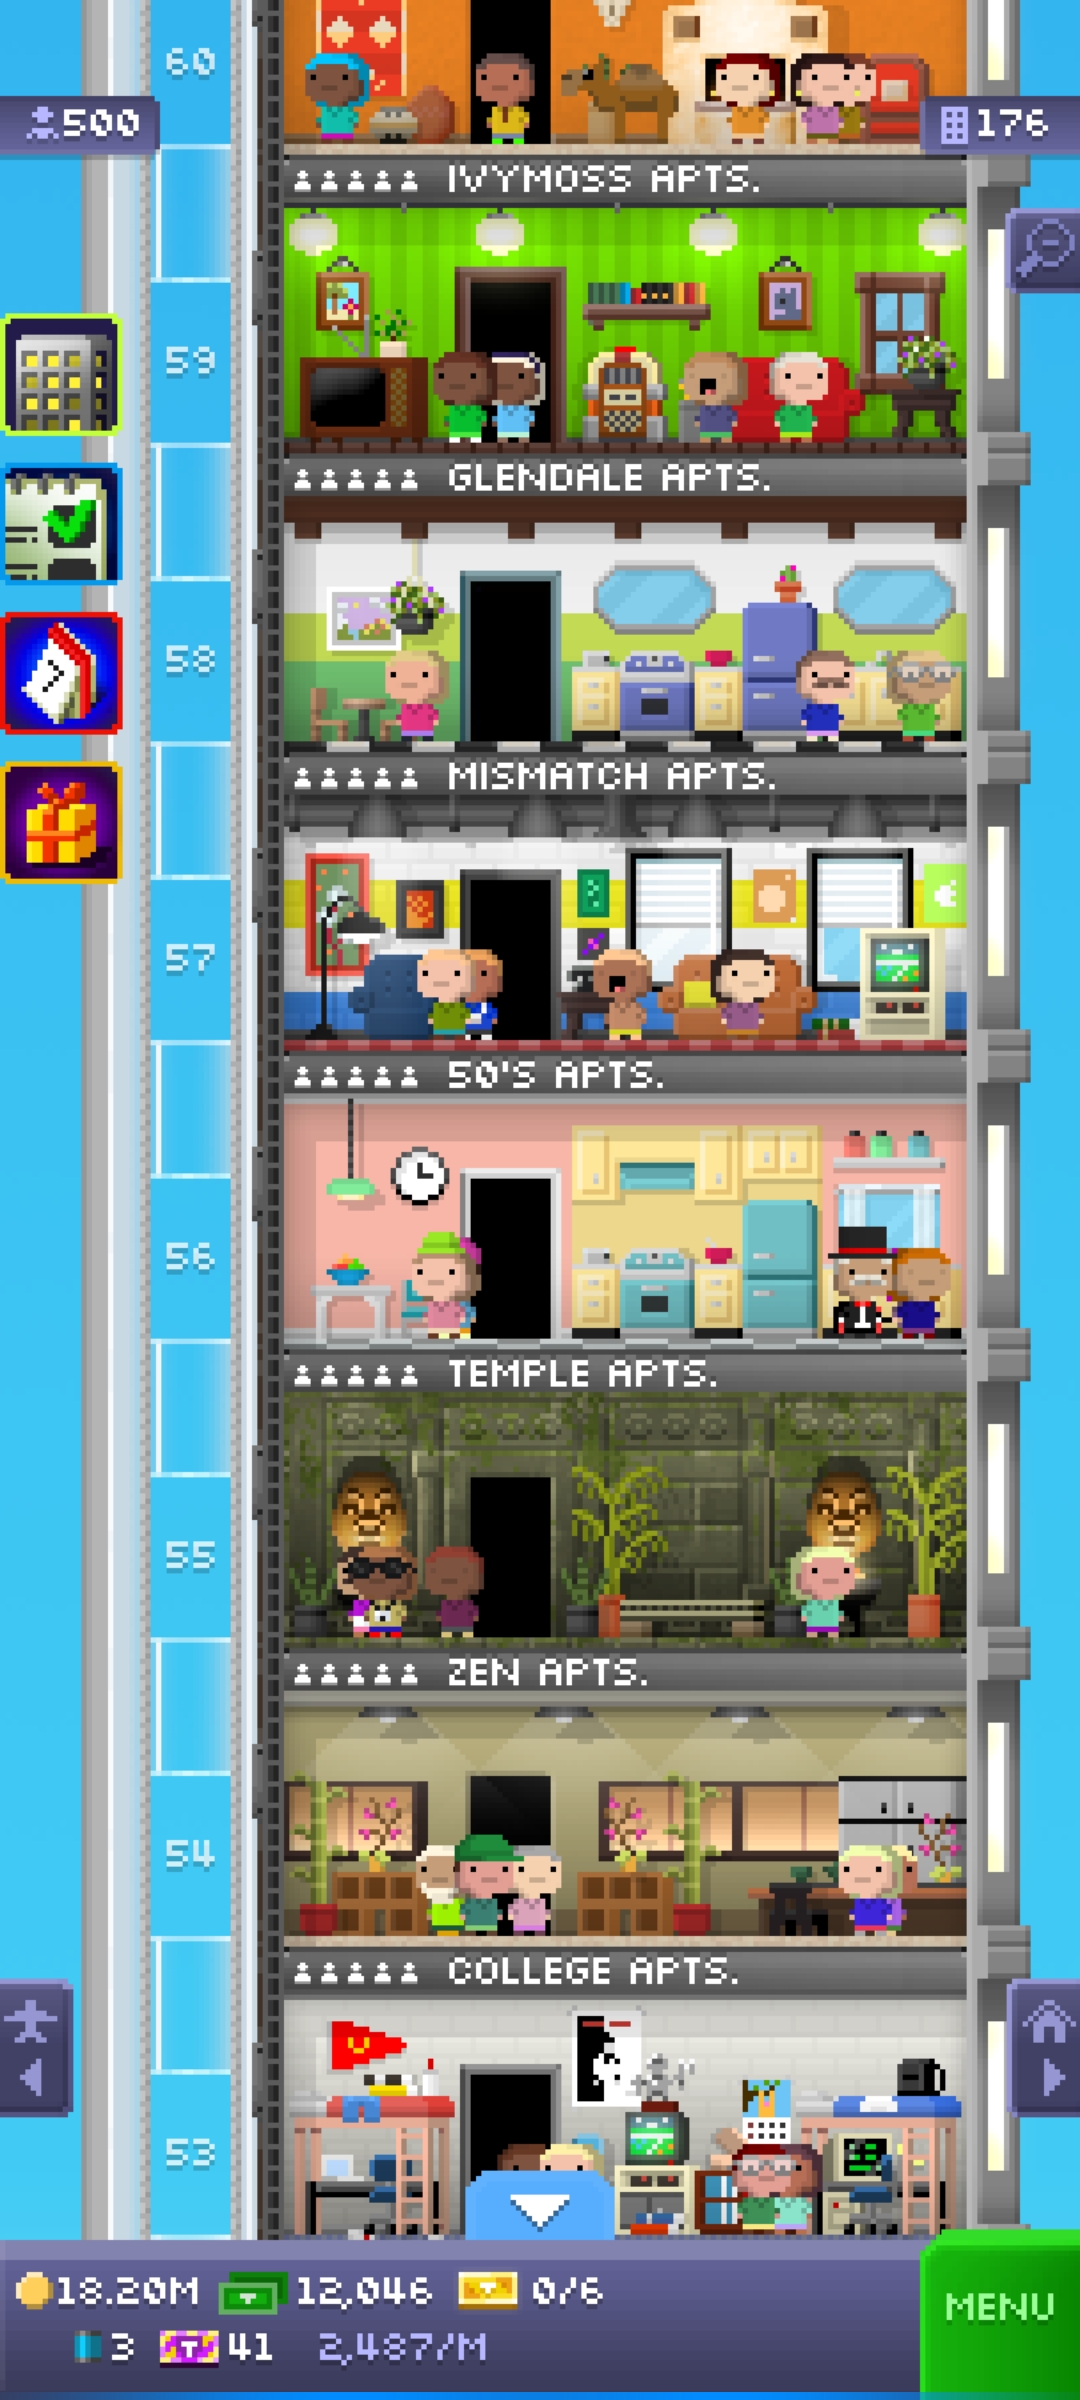 60
500
176
IVYMOSS APTS.
59
GLENDALE APTS.
58
MISMATCH APTS.
57
50'S APTS.
56
TEMPLE APTS.
55
ZEN APTS.
54
COLLEGE APTS.
53
18.20M 12,046 0/6
3 41 2,487/M
MENU